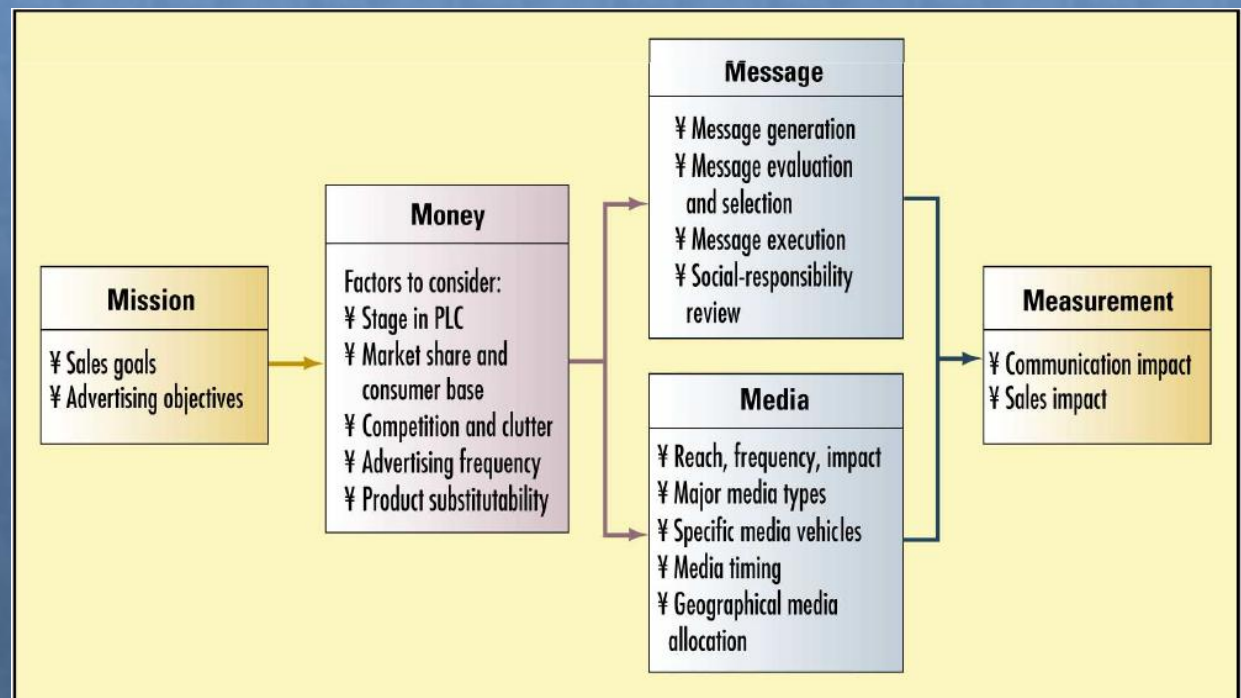 Mission
¥ Sales goals
¥ Advertising objectives
Money
Factors to consider:
¥ Stage in PLC
¥ Market share and
consumer base
¥ Competition and clutter
¥ Advertising frequency
¥ Product substitutability
Message
¥ Message generation
¥ Message evaluation
and selection
¥ Message execution
¥ Social-responsibility
review
Media
¥ Reach, frequency, impact
¥ Major media types
¥ Specific media vehicles
¥ Media timing
¥ Geographical media
allocation
Measurement
¥ Communication impact
¥ Sales impact